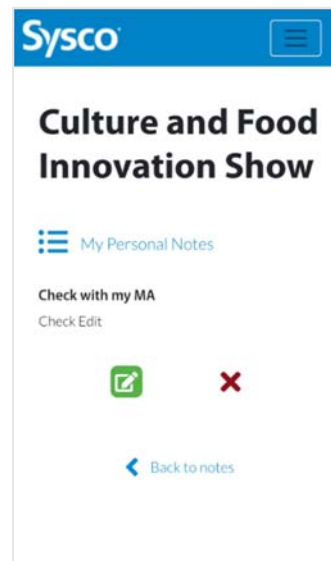 Sysco
Culture and Food
Innovation Show
My Personal Notes
Check with my MA
Check Edit
Back to notes